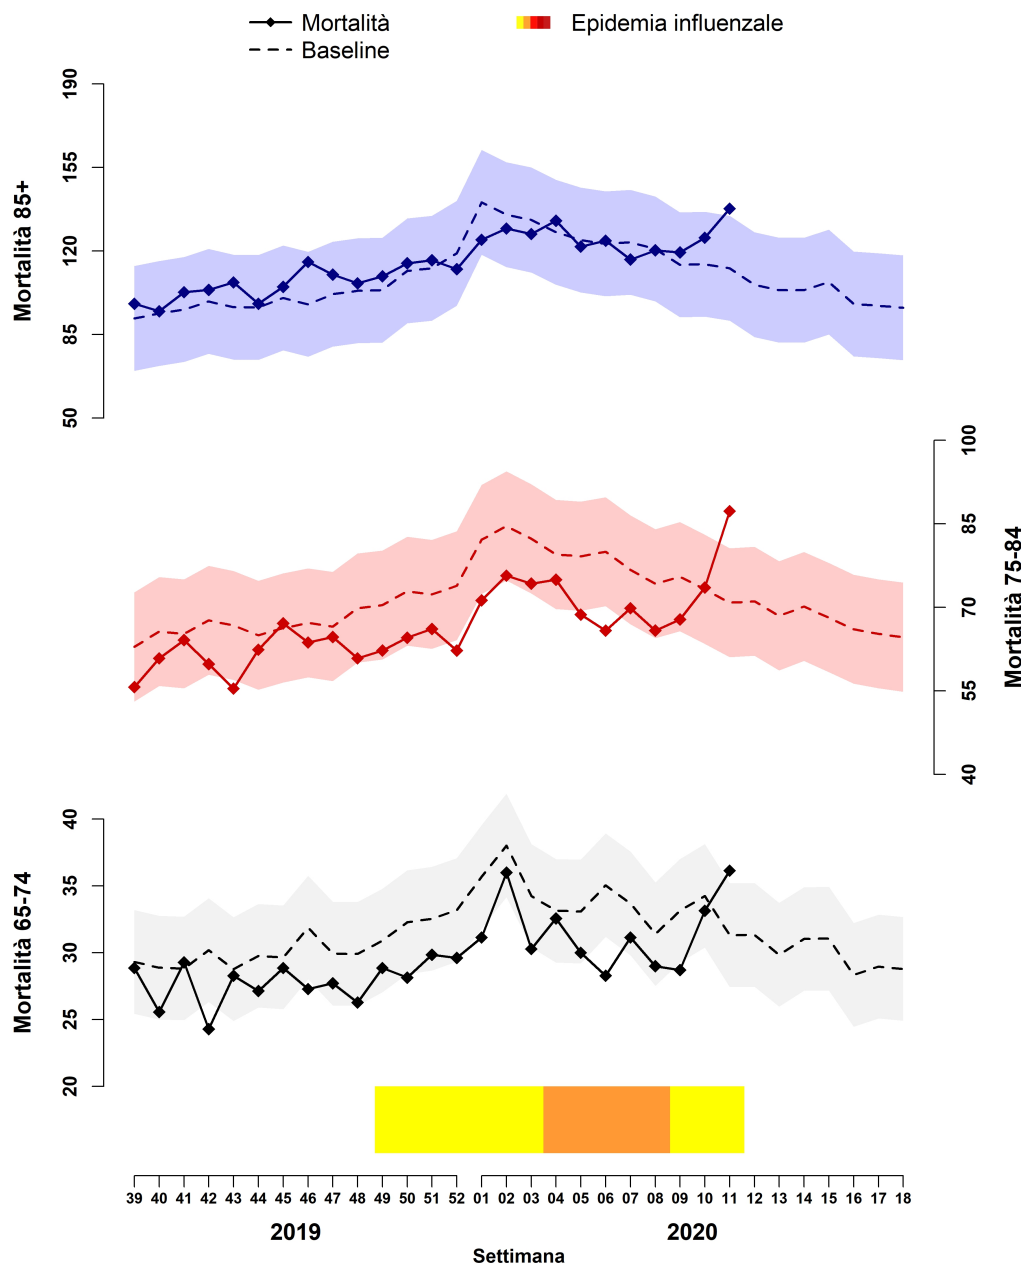 Mortalità
Baseline
Epidemia influenzale
Mortalità 85+
190
155
120
85
50
Mortalità 75-84
100
85
70
55
40
Mortalità 65-74
40
35
30
25
20
39 40 41 42 43 44 45 46 47 48 49 50 51 52 01 02 03 04 05 06 07 08 09 10 11 12 13 14 15 16 17 18
2019 2020
Settimana